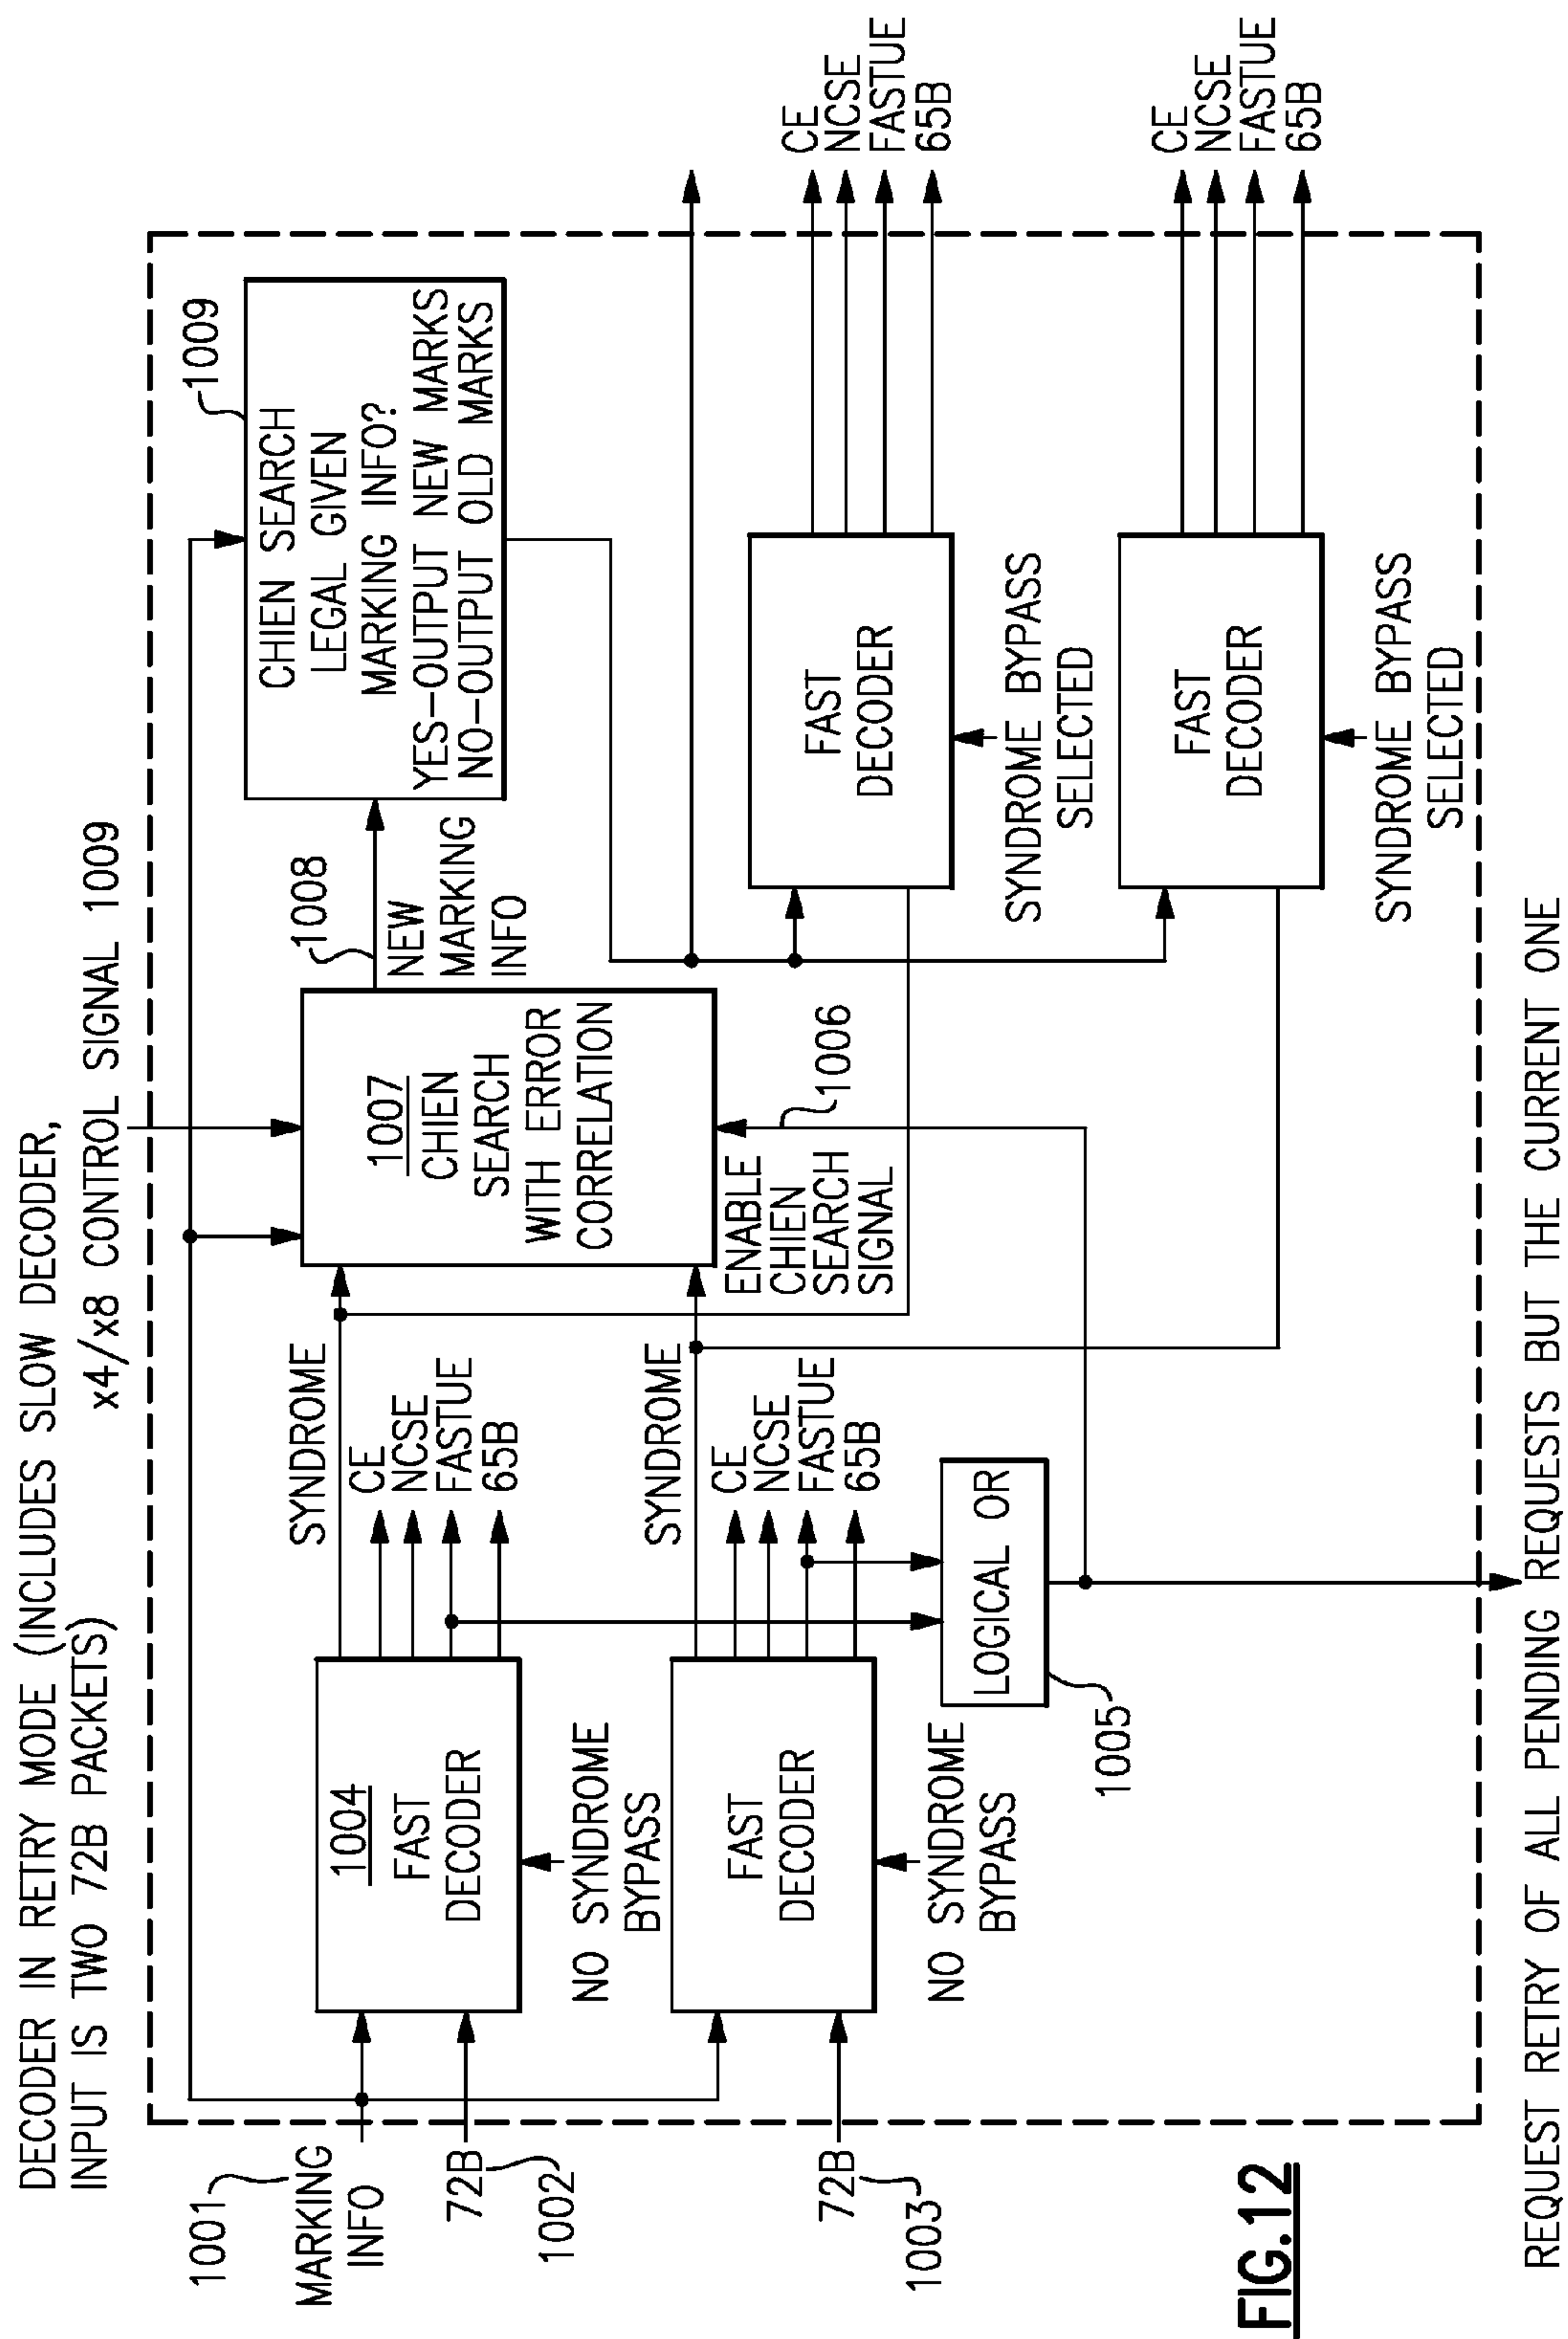 DECODER IN RETRY MODE (INCLUDES SLOW DECODER,
INPUT IS TWO 72B PACKETS)
x4/x8 CONTROL SIGNAL 1009
1001
MARKING
INFO
72B
1002
72B
1003
1004
FAST
DECODER
NO SYNDROME
BYPASS
SYNDROME
CE
NCSE
FASTUE
65B
FAST
DECODER
NO SYNDROME
BYPASS
SYNDROME
CE
NCSE
FASTUE
65B
LOGICAL OR
1005
1007
CHIEN
SEARCH
WITH ERROR
CORRELATION
ENABLE
CHIEN
SEARCH
SIGNAL
1006
1008
NEW
MARKING
INFO
1009
CHIEN SEARCH
LEGAL GIVEN
MARKING INFO?
YES-OUTPUT NEW MARKS
NO-OUTPUT OLD MARKS
FAST
DECODER
SYNDROME BYPASS
SELECTED
CE
NCSE
FASTUE
65B
FAST
DECODER
SYNDROME BYPASS
SELECTED
CE
NCSE
FASTUE
65B
REQUEST RETRY OF ALL PENDING REQUESTS BUT THE CURRENT ONE
FIG.12